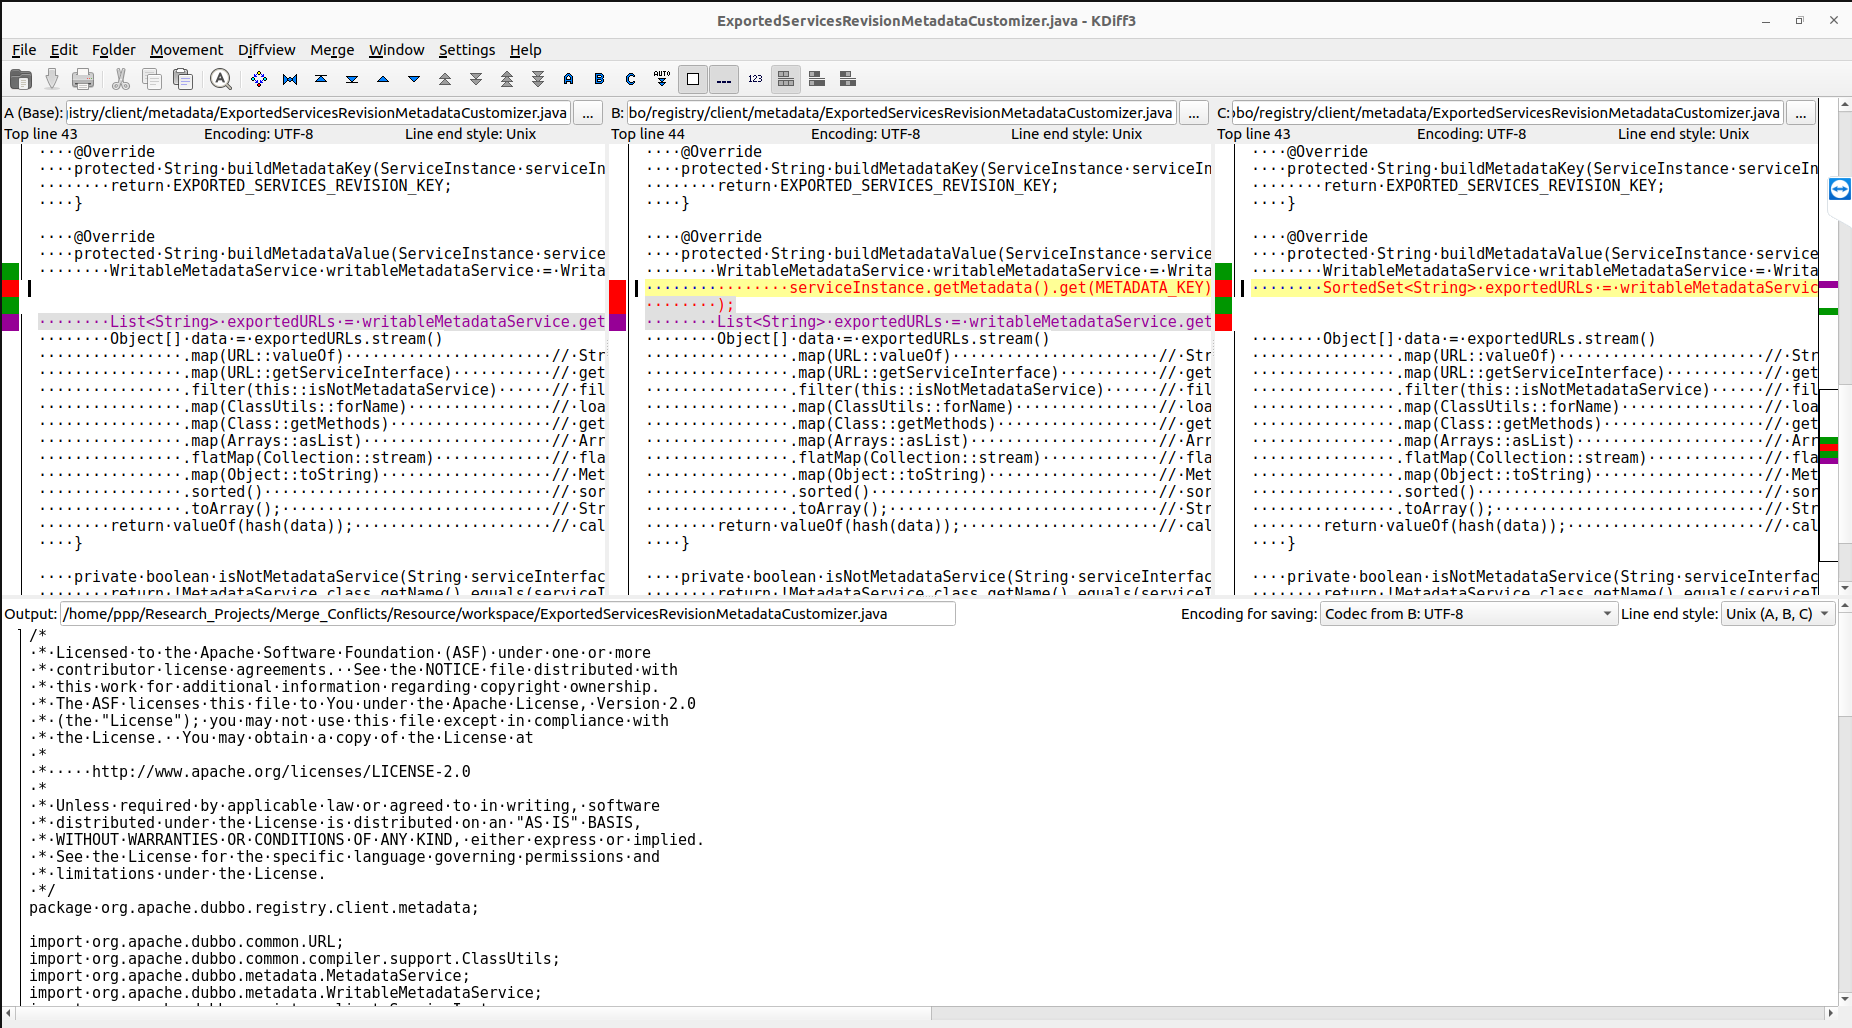 ExportedServicesRevisionMetadataCustomizer.java - KDiff3
File Edit Folder Movement Diffview Merge Window Settings Help
A B C AUTO 123
A (Base): istry/client/metadata/ExportedServicesRevisionMetadataCustomizer.java ...
Top line 43 Encoding: UTF-8 Line end style: Unix
····@Override
····protected·String·buildMetadataKey(ServiceInstance·serviceIn
········return·EXPORTED_SERVICES_REVISION_KEY;
····}
····@Override
····protected·String·buildMetadataValue(ServiceInstance·service
········WritableMetadataService·writableMetadataService·=·Writa
········List<String>·exportedURLs·=·writableMetadataService.get
········Object[]·data·=·exportedURLs.stream()
················.map(URL::valueOf)·······················//·Str
················.map(URL::getServiceInterface)···········//·get
················.filter(this::isNotMetadataService)······//·fil
················.map(ClassUtils::forName)················//·loa
················.map(Class::getMethods)··················//·get
················.map(Arrays::asList)·····················//·Arr
················.flatMap(Collection::stream)·············//·fla
················.map(Object::toString)···················//·Met
················.sorted()································//·sor
················.toArray();······························//·Str
········return·valueOf(hash(data));······················//·cal
····}
····private·boolean·isNotMetadataService(String·serviceInterfac
········return·!MetadataService.class.getName().equals(serviceI
B: bo/registry/client/metadata/ExportedServicesRevisionMetadataCustomizer.java ...
Top line 44 Encoding: UTF-8 Line end style: Unix
····@Override
····protected·String·buildMetadataKey(ServiceInstance·serviceIn
········return·EXPORTED_SERVICES_REVISION_KEY;
····}
····@Override
····protected·String·buildMetadataValue(ServiceInstance·service
········WritableMetadataService·writableMetadataService·=·Writa
················serviceInstance.getMetadata().get(METADATA_KEY)
········);
········List<String>·exportedURLs·=·writableMetadataService.get
········Object[]·data·=·exportedURLs.stream()
················.map(URL::valueOf)·······················//·Str
················.map(URL::getServiceInterface)···········//·get
················.filter(this::isNotMetadataService)······//·fil
················.map(ClassUtils::forName)················//·loa
················.map(Class::getMethods)··················//·get
················.map(Arrays::asList)·····················//·Arr
················.flatMap(Collection::stream)·············//·fla
················.map(Object::toString)···················//·Met
················.sorted()································//·sor
················.toArray();······························//·Str
········return·valueOf(hash(data));······················//·cal
····}
····private·boolean·isNotMetadataService(String·serviceInterfac
········return·!MetadataService.class.getName().equals(serviceI
C: bo/registry/client/metadata/ExportedServicesRevisionMetadataCustomizer.java ...
Top line 43 Encoding: UTF-8 Line end style: Unix
····@Override
····protected·String·buildMetadataKey(ServiceInstance·serviceIn
········return·EXPORTED_SERVICES_REVISION_KEY;
····}
····@Override
····protected·String·buildMetadataValue(ServiceInstance·service
········WritableMetadataService·writableMetadataService·=·Writa
········SortedSet<String>·exportedURLs·=·writableMetadataServic
········Object[]·data·=·exportedURLs.stream()
················.map(URL::valueOf)·······················//·Str
················.map(URL::getServiceInterface)···········//·get
················.filter(this::isNotMetadataService)······//·fil
················.map(ClassUtils::forName)················//·loa
················.map(Class::getMethods)··················//·get
················.map(Arrays::asList)·····················//·Arr
················.flatMap(Collection::stream)·············//·fla
················.map(Object::toString)···················//·Met
················.sorted()································//·sor
················.toArray();······························//·Str
········return·valueOf(hash(data));······················//·cal
····}
····private·boolean·isNotMetadataService(String·serviceInterfac
········return·!MetadataService.class.getName().equals(serviceI
Output: /home/ppp/Research_Projects/Merge_Conflicts/Resource/workspace/ExportedServicesRevisionMetadataCustomizer.java Encoding for saving: Codec from B: UTF-8 Line end style: Unix (A, B, C)
/*
·*·Licensed·to·the·Apache·Software·Foundation·(ASF)·under·one·or·more
·*·contributor·license·agreements.··See·the·NOTICE·file·distributed·with
·*·this·work·for·additional·information·regarding·copyright·ownership.
·*·The·ASF·licenses·this·file·to·You·under·the·Apache·License,·Version·2.0
·*·(the·"License");·you·may·not·use·this·file·except·in·compliance·with
·*·the·License.··You·may·obtain·a·copy·of·the·License·at
·*
·*·····http://www.apache.org/licenses/LICENSE-2.0
·*
·*·Unless·required·by·applicable·law·or·agreed·to·in·writing,·software
·*·distributed·under·the·License·is·distributed·on·an·"AS·IS"·BASIS,
·*·WITHOUT·WARRANTIES·OR·CONDITIONS·OF·ANY·KIND,·either·express·or·implied.
·*·See·the·License·for·the·specific·language·governing·permissions·and
·*·limitations·under·the·License.
·*/
package·org.apache.dubbo.registry.client.metadata;
import·org.apache.dubbo.common.URL;
import·org.apache.dubbo.common.compiler.support.ClassUtils;
import·org.apache.dubbo.metadata.MetadataService;
import·org.apache.dubbo.metadata.WritableMetadataService;